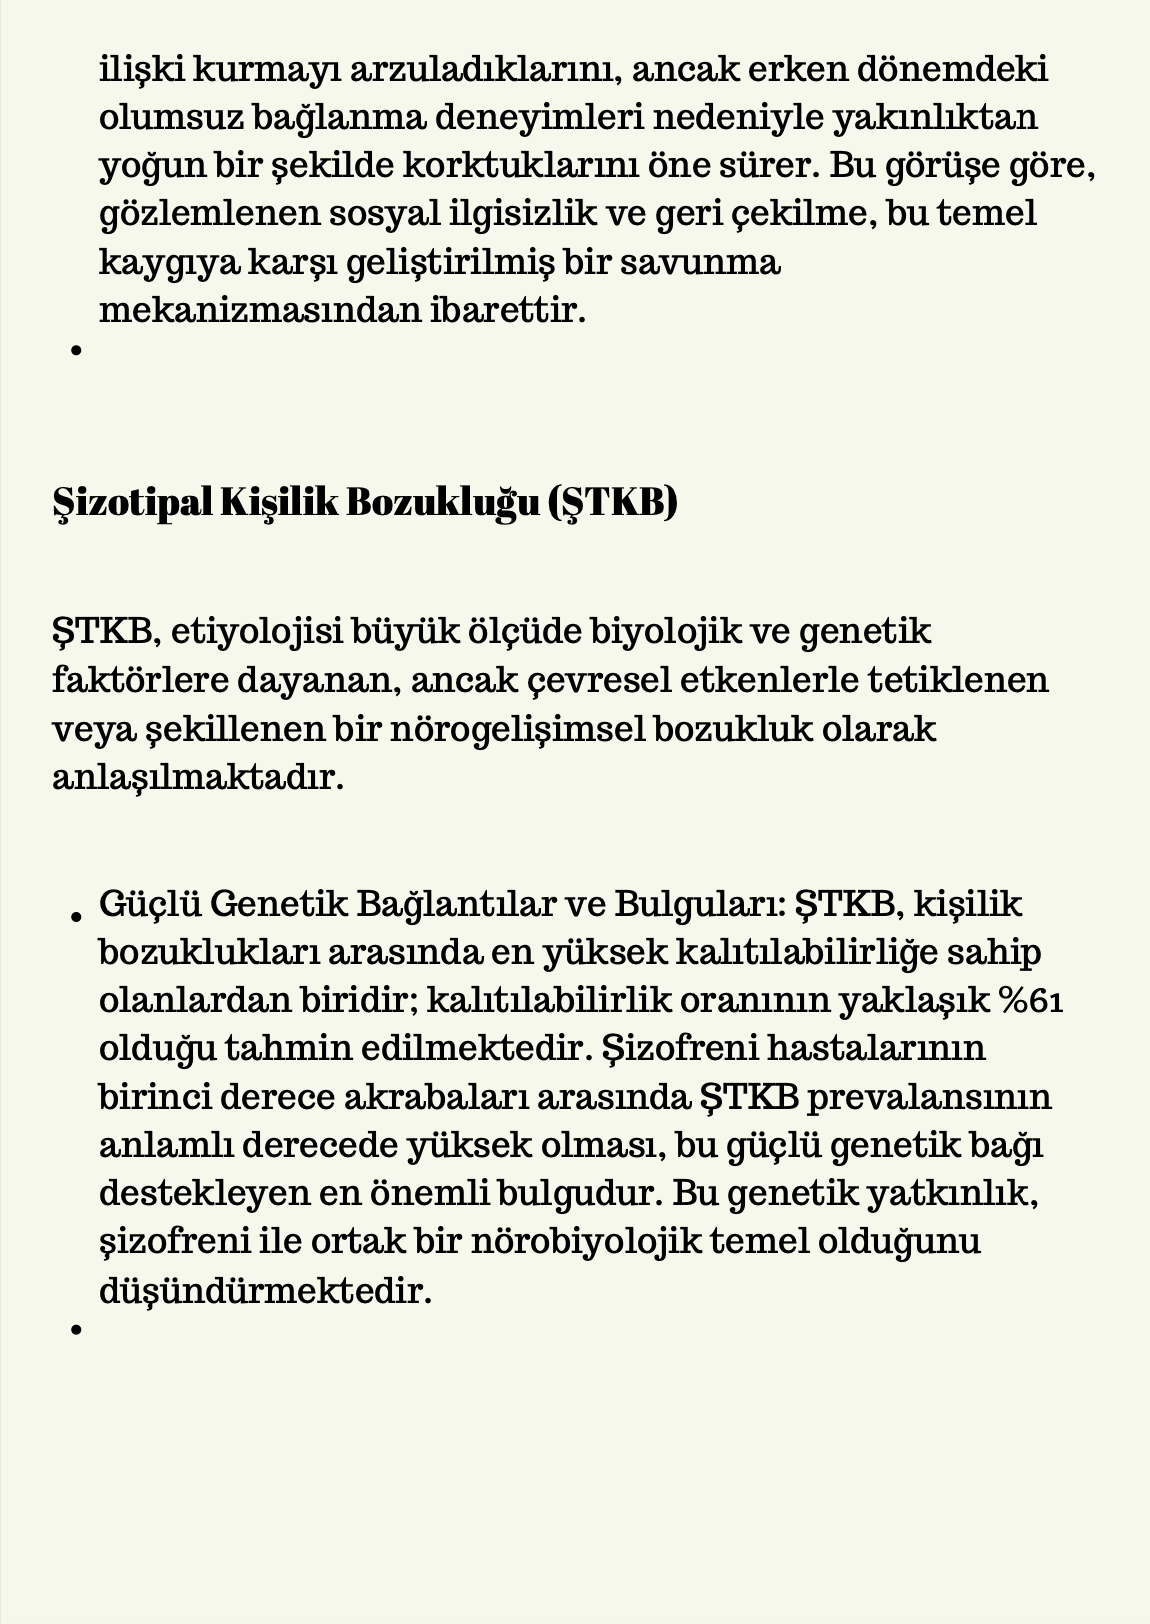 ilişki kurmayı arzuladıklarını, ancak erken dönemdeki
olumsuz bağlanma deneyimleri nedeniyle yakınlıktan
yoğun bir şekilde korktuklarını öne sürer. Bu görüşe göre,
gözlemlenen sosyal ilgisizlik ve geri çekilme, bu temel
kaygıya karşı geliştirilmiş bir savunma
mekanizmasından ibarettir.
•
Şizotipal Kişilik Bozukluğu (ŞTKB)
ŞTKB, etiyolojisi büyük ölçüde biyolojik ve genetik
faktörlere dayanan, ancak çevresel etkenlerle tetiklenen
veya şekillenen bir nörogelişimsel bozukluk olarak
anlaşılmaktadır.
• Güçlü Genetik Bağlantılar ve Bulguları: ŞTKB, kişilik
bozuklukları arasında en yüksek kalıtılabilirliğe sahip
olanlardan biridir; kalıtılabilirlik oranının yaklaşık %61
olduğu tahmin edilmektedir. Şizofreni hastalarının
birinci derece akrabaları arasında ŞTKB prevalansının
anlamlı derecede yüksek olması, bu güçlü genetik bağı
destekleyen en önemli bulgudur. Bu genetik yatkınlık,
şizofreni ile ortak bir nörobiyolojik temel olduğunu
düşündürmektedir.
•